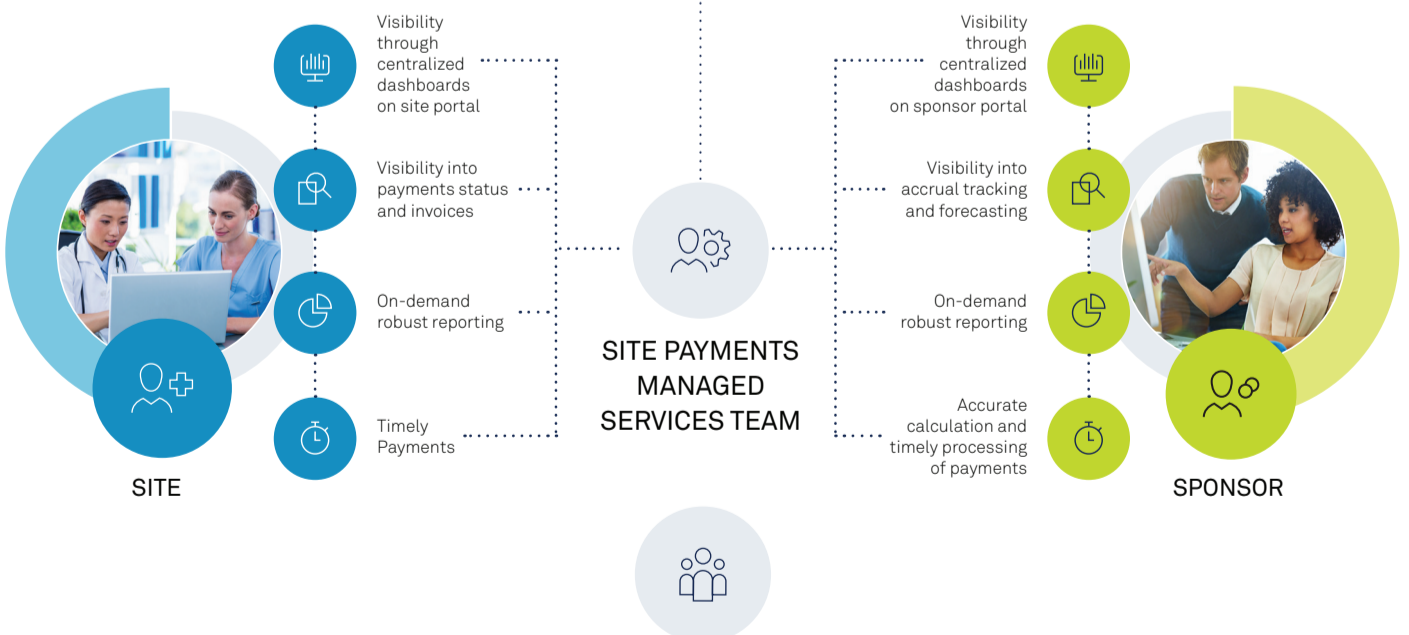 Visibility
through
centralized
dashboards
on site portal
Visibility into
payments status
and invoices
On-demand
robust reporting
Timely
Payments
SITE
SITE PAYMENTS
MANAGED
SERVICES TEAM
Visibility
through
centralized
dashboards
on sponsor portal
Visibility into
accrual tracking
and forecasting
On-demand
robust reporting
Accurate
calculation and
timely processing
of payments
SPONSOR